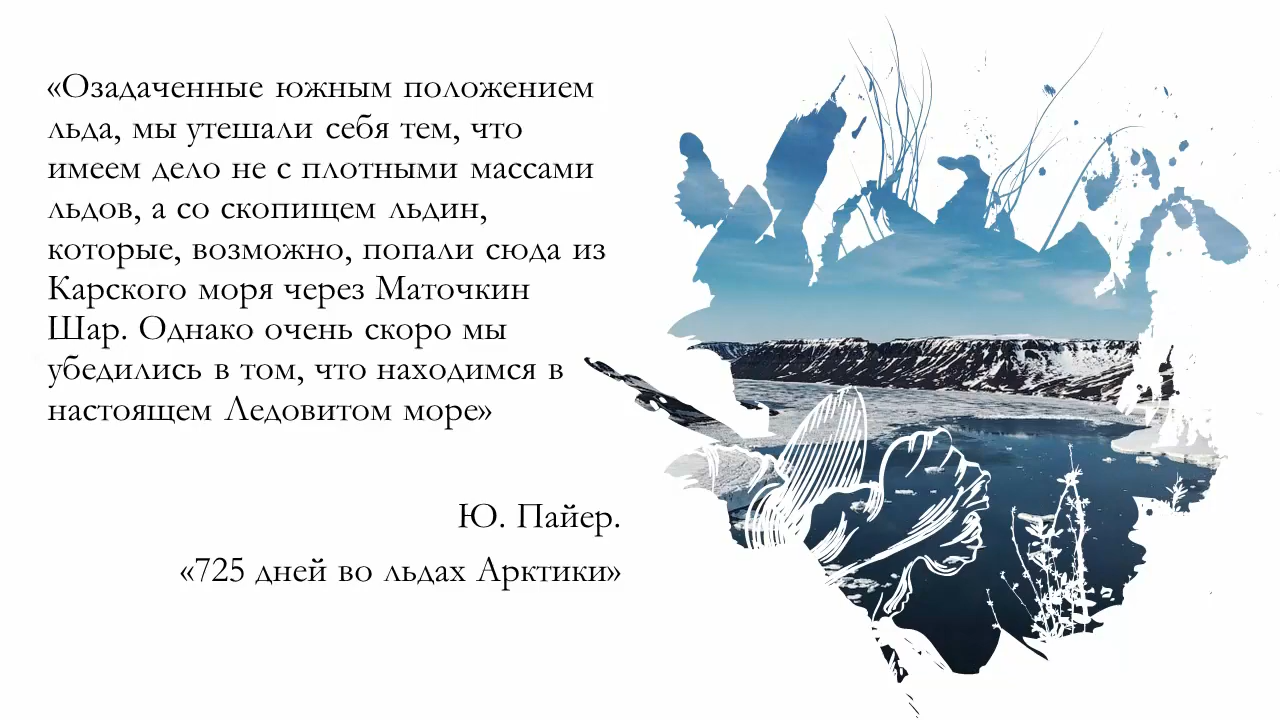 «Озадаченные южным положением
льда, мы утешали себя тем, что
имеем дело не с плотными массами
льдов, а со скопищем льдин,
которые, возможно, попали сюда из
Карского моря через Маточкин
Шар. Однако очень скоро мы
убедились в том, что находимся в
настоящем Ледовитом море»
Ю. Пайер.
«725 дней во льдах Арктики»